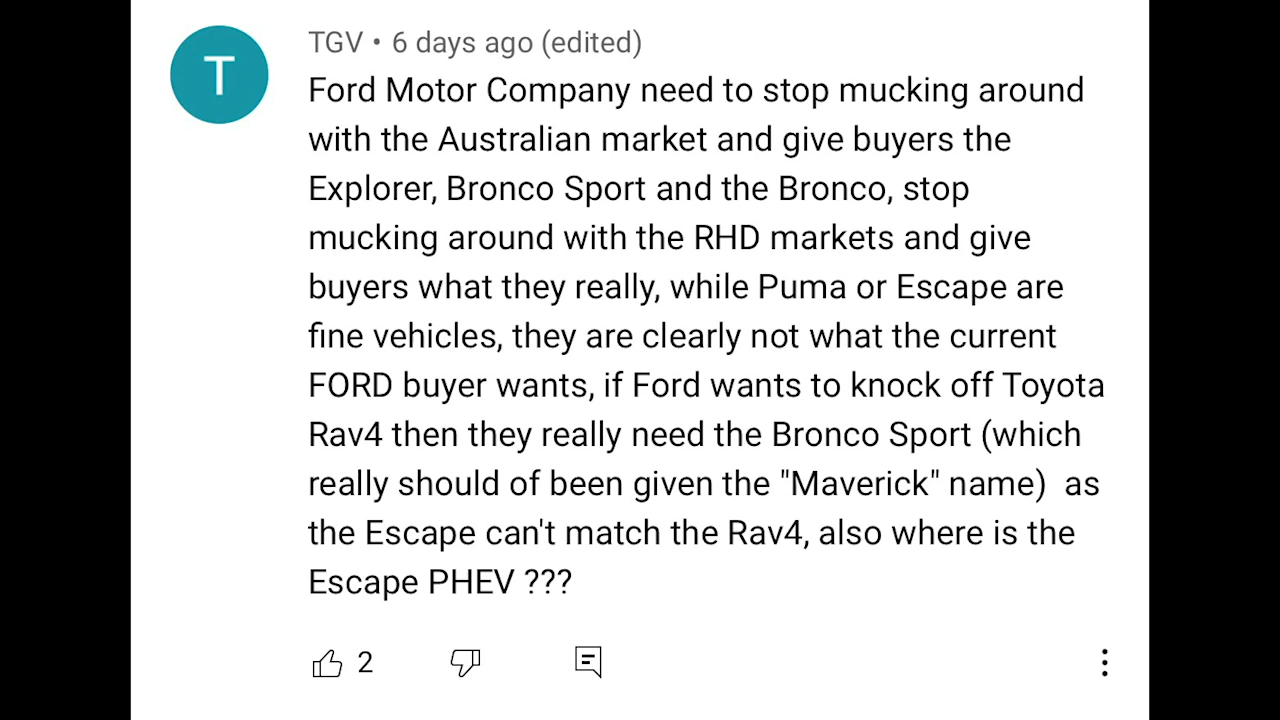 T
TGV • 6 days ago (edited)
Ford Motor Company need to stop mucking around
with the Australian market and give buyers the
Explorer, Bronco Sport and the Bronco, stop
mucking around with the RHD markets and give
buyers what they really, while Puma or Escape are
fine vehicles, they are clearly not what the current
FORD buyer wants, if Ford wants to knock off Toyota
Rav4 then they really need the Bronco Sport (which
really should of been given the "Maverick" name)  as
the Escape can't match the Rav4, also where is the
Escape PHEV ???
2